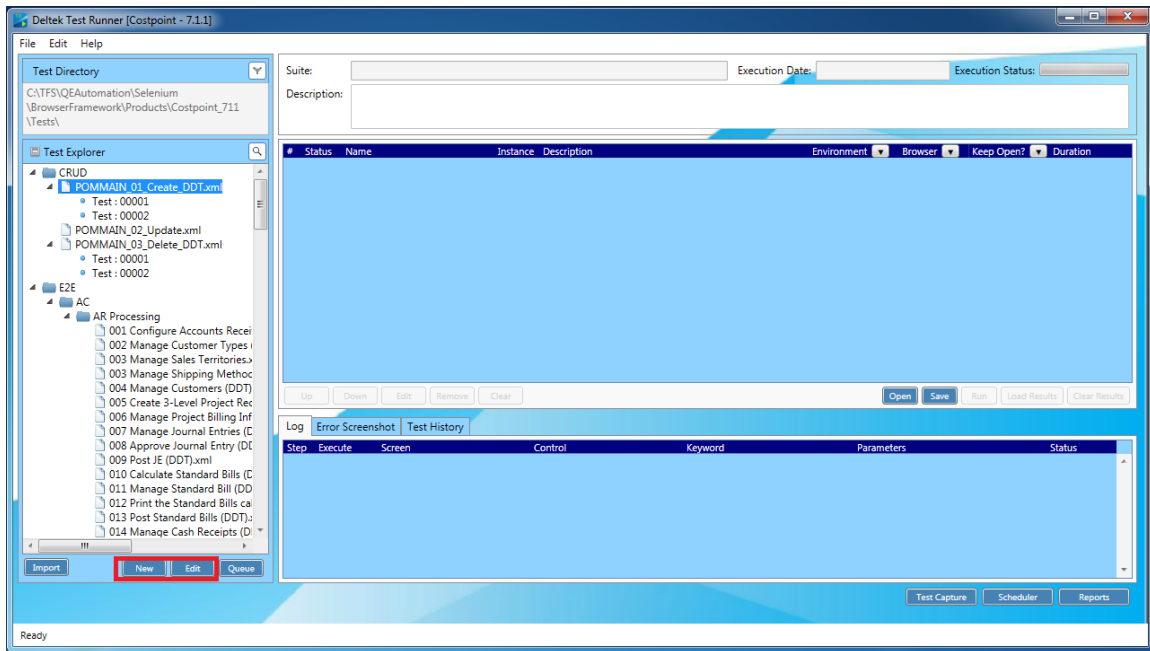 Deltek Test Runner [Costpoint - 7.1.1]
File Edit Help
Test Directory
C:\TFS\QEAutomation\Selenium
\BrowserFramework\Products\Costpoint_711
\Tests\
Suite: Execution Date: Execution Status:
Description:
Test Explorer
CRUD
POMMAIN_01_Create_DDT.xml
Test : 00001
Test : 00002
POMMAIN_02_Update.xml
POMMAIN_03_Delete_DDT.xml
Test : 00001
Test : 00002
E2E
AC
AR Processing
001 Configure Accounts Recei
002 Manage Customer Types (
003 Manage Sales Territories.x
003 Manage Shipping Method
004 Manage Customers (DDT)
005 Create 3-Level Project Rec
006 Manage Project Billing Inf
007 Manage Journal Entries (D
008 Approve Journal Entry (DD
009 Post JE (DDT).xml
010 Calculate Standard Bills (D
011 Manage Standard Bill (DD
012 Print the Standard Bills cal
013 Post Standard Bills (DDT).x
014 Manage Cash Receipts (D
Import New Edit Queue
# Status Name Instance Description Environment Browser Keep Open? Duration
Up Down Edit Remove Clear Open Save Run Load Results Clear Results
Log Error Screenshot Test History
Step Execute Screen Control Keyword Parameters Status
Test Capture Scheduler Reports
Ready